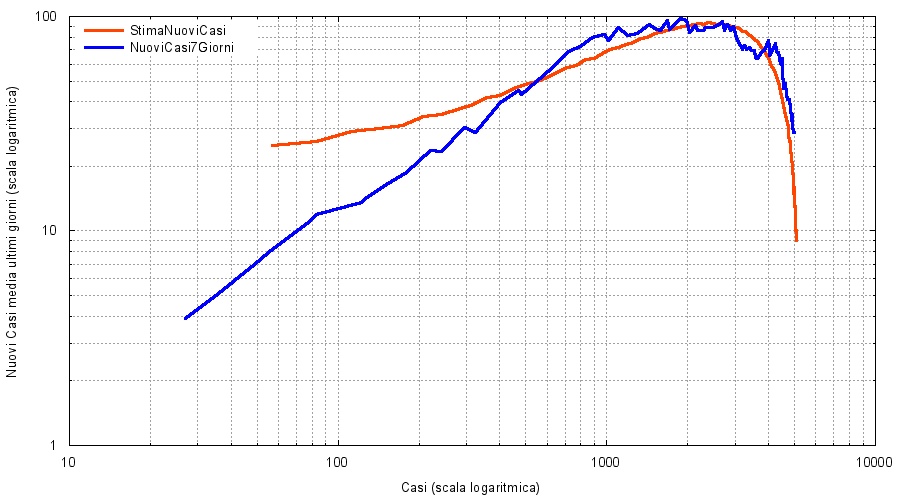 100
StimaNuoviCasi
NuoviCasi7Giorni
Nuovi Casi media ultimi giorni (scala logaritmica)
10
1
10
100
1000
10000
Casi (scala logaritmica)